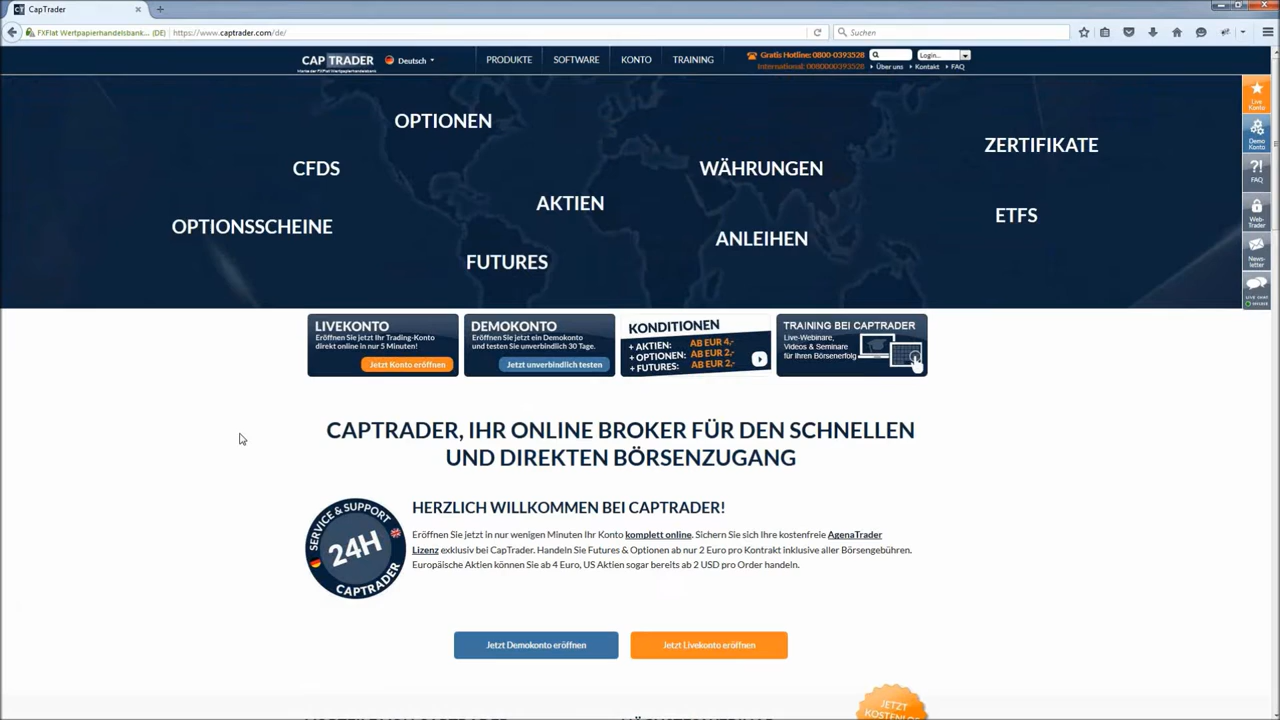 CapTrader
FXFlat Wertpapierhandelsbank... (DE)
https://www.captrader.com/de/
Suchen
CAP TRADER
Deutsch
PRODUKTE
SOFTWARE
KONTO
TRAINING
Gratis Hotline: 0800-0393528
International: 0080000393528
Login...
Über uns
Kontakt
FAQ
OPTIONEN
ZERTIFIKATE
CFDS
WÄHRUNGEN
AKTIEN
ETFS
OPTIONSSCHEINE
ANLEIHEN
FUTURES
Live
Konto
Demo
Konto
?!
FAQ
Web-
Trader
News-
letter
LIVE CHAT
LIVEKONTO
Eröffnen Sie jetzt Ihr Trading-Konto
direkt online in nur 5 Minuten!
Jetzt Konto eröffnen
DEMOKONTO
Eröffnen Sie jetzt ein Demokonto
und testen Sie unverbindlich 30 Tage.
Jetzt unverbindlich testen
KONDITIONEN
+ AKTIEN: AB EUR 4,-
+ OPTIONEN: AB EUR 2,-
+ FUTURES: AB EUR 2,-
TRAINING BEI CAPTRADER
Live-Webinare,
Videos & Seminare
für Ihren Börsenerfolg
CAPTRADER, IHR ONLINE BROKER FÜR DEN SCHNELLEN
UND DIREKTEN BÖRSENZUGANG
SERVICE & SUPPORT
24H
CAPTRADER
HERZLICH WILLKOMMEN BEI CAPTRADER!
Eröffnen Sie jetzt in nur wenigen Minuten Ihr Konto komplett online. Sichern Sie sich Ihre kostenfreie AgenaTrader
Lizenz exklusiv bei CapTrader. Handeln Sie Futures & Optionen ab nur 2 Euro pro Kontrakt inklusive aller Börsengebühren.
Europäische Aktien können Sie ab 4 Euro, US Aktien sogar bereits ab 2 USD pro Order handeln.
Jetzt Demokonto eröffnen
Jetzt Livekonto eröffnen
JETZT
KOSTENLOS